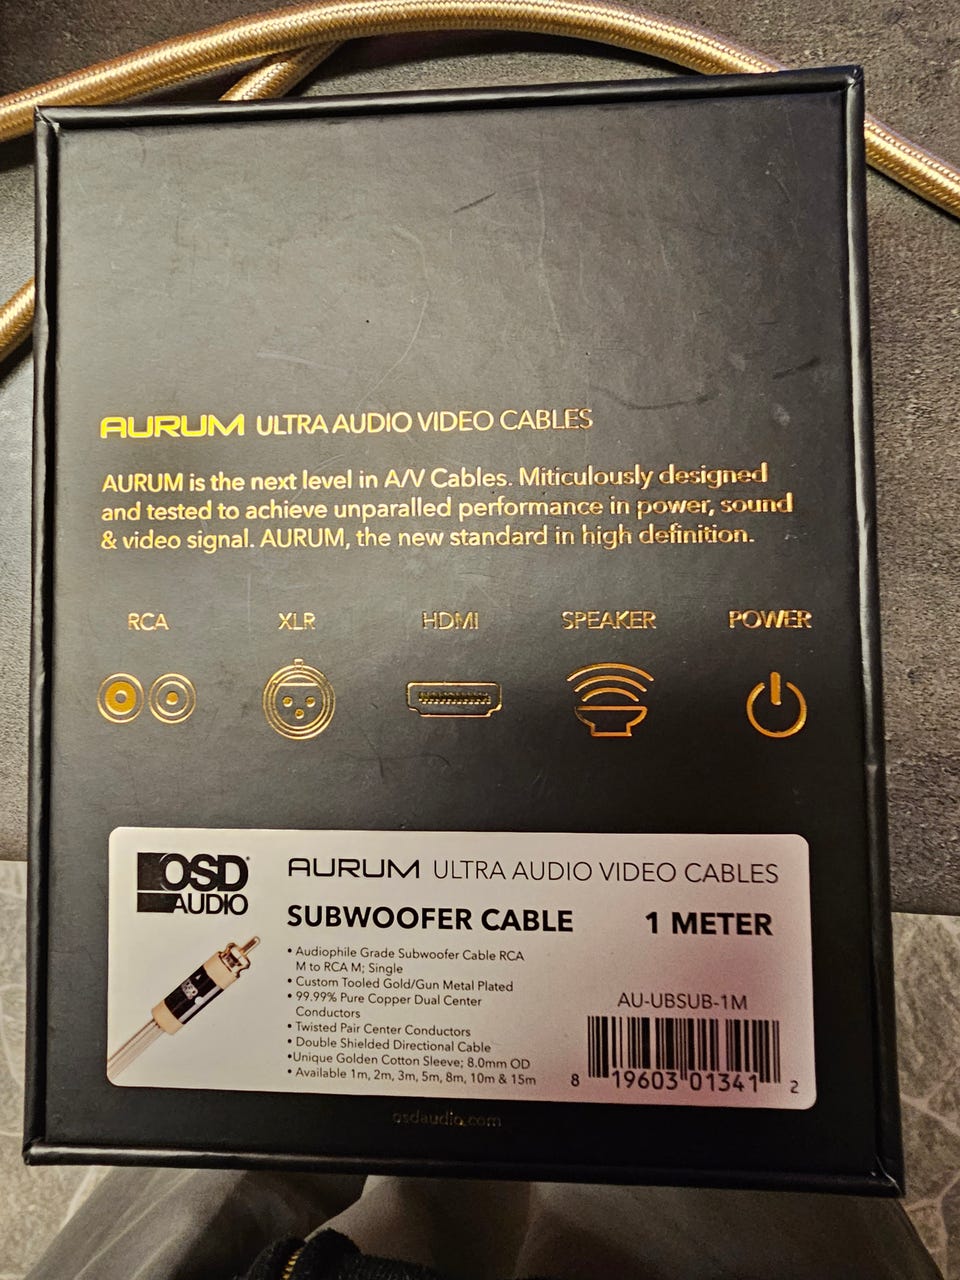 AURUM ULTRA AUDIO VIDEO CABLES
AURUM is the next level in A/V Cables. Miticulously designed
and tested to achieve unparalled performance in power, sound
& video signal. AURUM, the new standard in high definition.
RCA XLR HDMI SPEAKER POWER
OSD AUDIO
AURUM ULTRA AUDIO VIDEO CABLES
SUBWOOFER CABLE 1 METER
• Audiophile Grade Subwoofer Cable RCA
M to RCA M; Single
• Custom Tooled Gold/Gun Metal Plated
• 99.99% Pure Copper Dual Center
Conductors
• Twisted Pair Center Conductors
• Double Shielded Directional Cable
•Unique Golden Cotton Sleeve; 8.0mm OD
• Available 1m, 2m, 3m, 5m, 8m, 10m & 15m
AU-UBSUB-1M
8 19603 01341 2
osdaudio.com